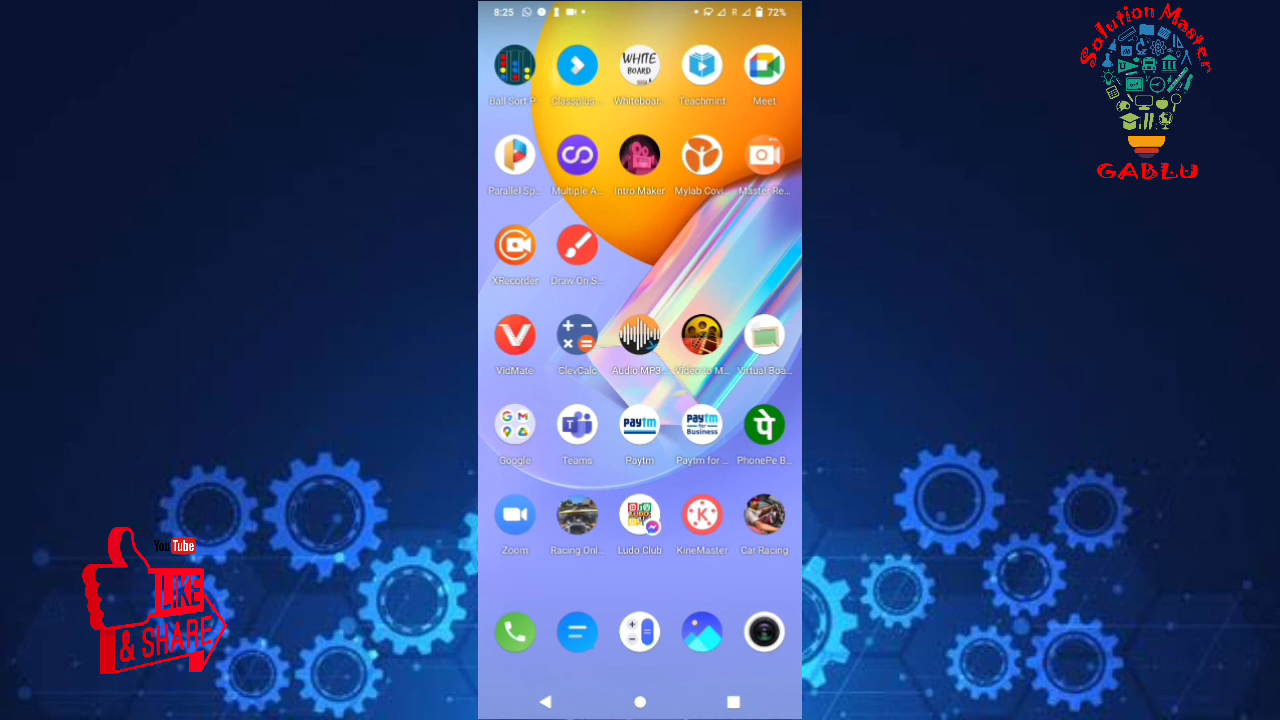 8:25
R
72%
Solution Master
GABLU
WHITE
BOARD
Ball Sort P...
Classplus ...
Whiteboar...
Teachmint
Meet
Parallel Sp...
Multiple A...
Intro Maker
Mylab Covi...
Master Re...
XRecorder
Draw On S...
VidMate
ClevCalc
Audio MP3...
Video to M...
Virtual Boa...
T
paytm
paytm
for
Business
पे
Google
Teams
Paytm
Paytm for ...
PhonePe B...
LUDO
K
Zoom
Racing Onl...
Ludo Club
KineMaster
Car Racing
YouTube
LIKE
& SHARE